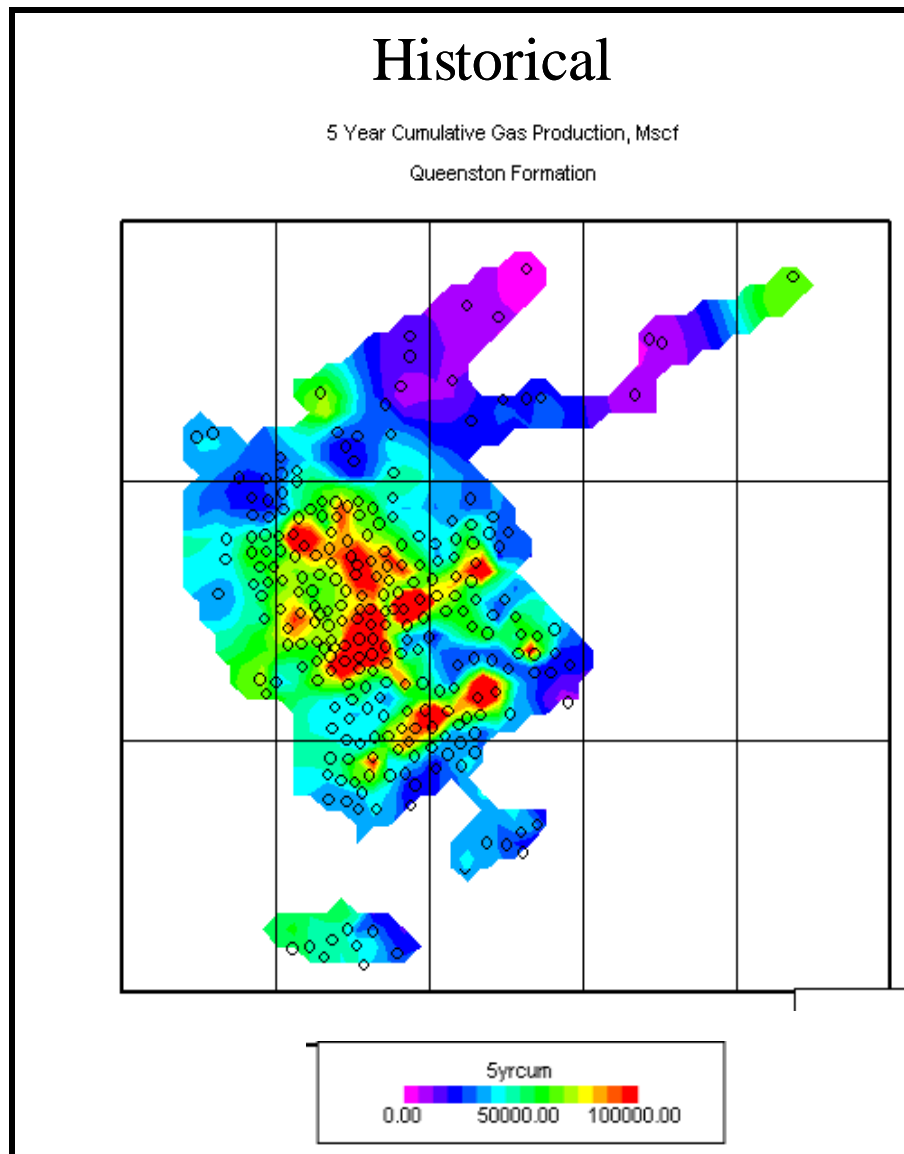 Historical
5 Year Cumulative Gas Production, Mscf
Queenston Formation
5yrcum
0.00 50000.00 100000.00